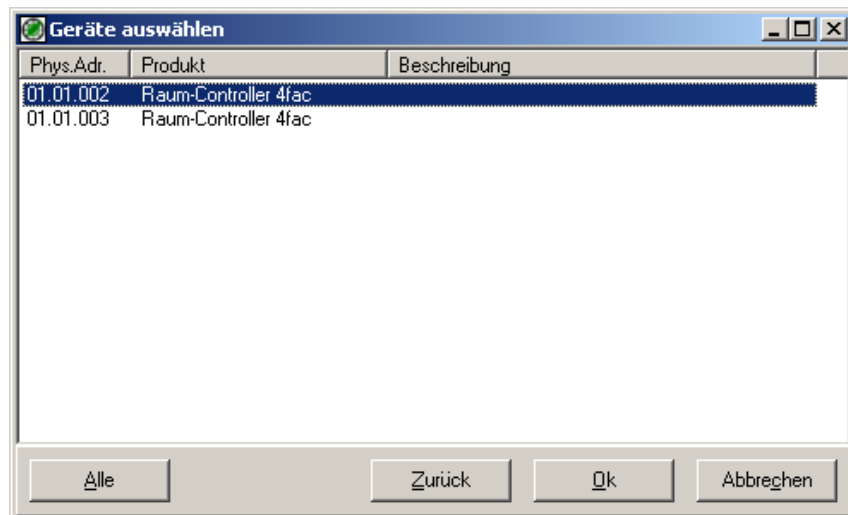 Geräte auswählen
Phys.Adr. Produkt Beschreibung
01.01.002 Raum-Controller 4fac
01.01.003 Raum-Controller 4fac
Alle Zurück Ok Abbrechen